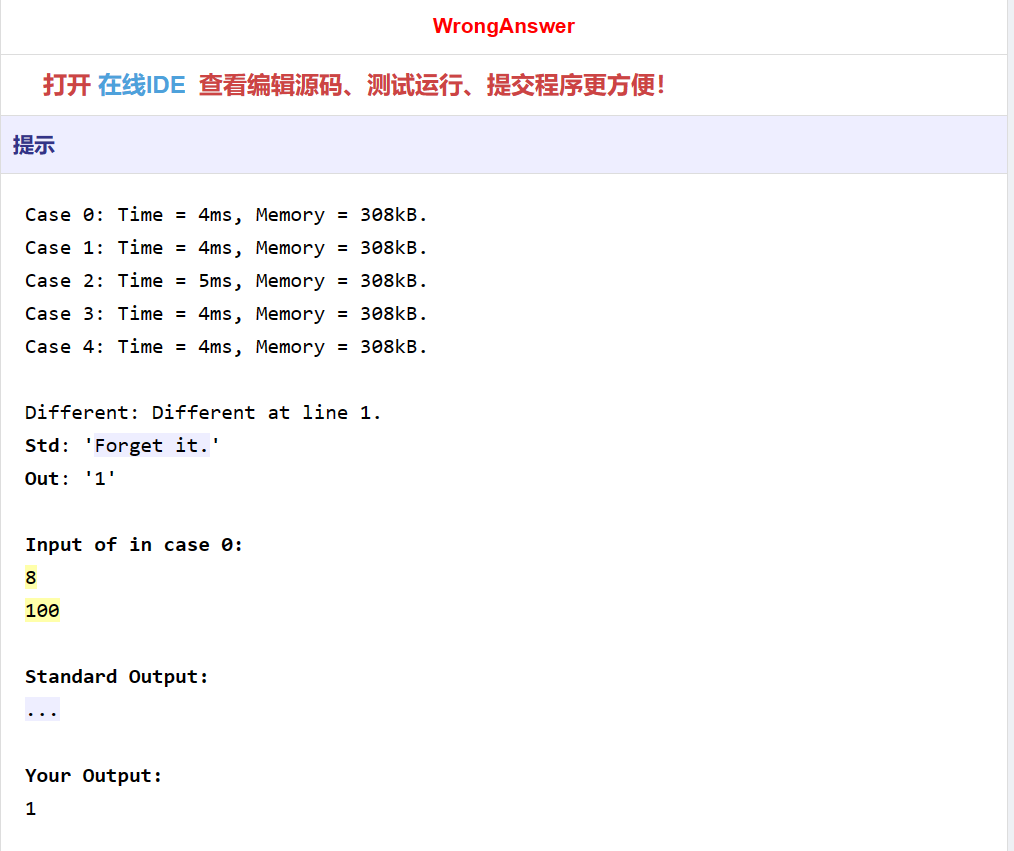 WrongAnswer
打开 在线IDE 查看编辑源码、测试运行、提交程序更方便！
提示
Case 0: Time = 4ms, Memory = 308kB.
Case 1: Time = 4ms, Memory = 308kB.
Case 2: Time = 5ms, Memory = 308kB.
Case 3: Time = 4ms, Memory = 308kB.
Case 4: Time = 4ms, Memory = 308kB.
Different: Different at line 1.
Std: 'Forget it.'
Out: '1'
Input of in case 0:
8
100
Standard Output:
...
Your Output:
1